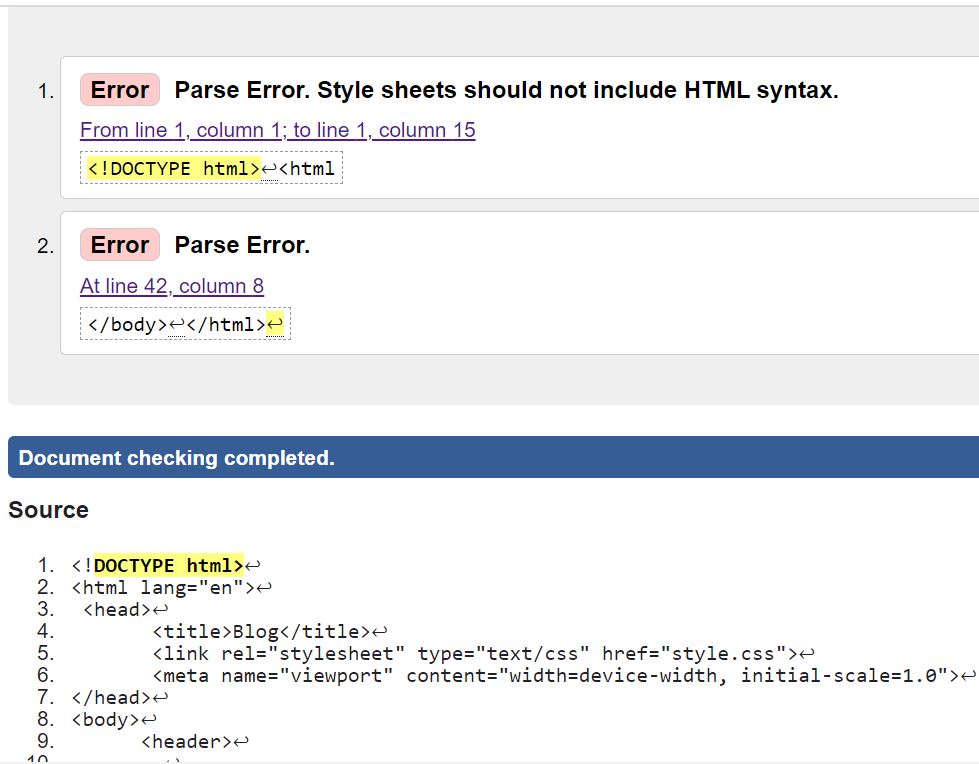 1. Error Parse Error. Style sheets should not include HTML syntax.
From line 1, column 1; to line 1, column 15
<!DOCTYPE html>↩<html
2. Error Parse Error.
At line 42, column 8
</body>↩</html>↩
Document checking completed.
Source
1. <!DOCTYPE html>↩
2. <html lang="en">↩
3. <head>↩
4. <title>Blog</title>↩
5. <link rel="stylesheet" type="text/css" href="style.css">↩
6. <meta name="viewport" content="width=device-width, initial-scale=1.0">↩
7. </head>↩
8. <body>↩
9. <header>↩
10.